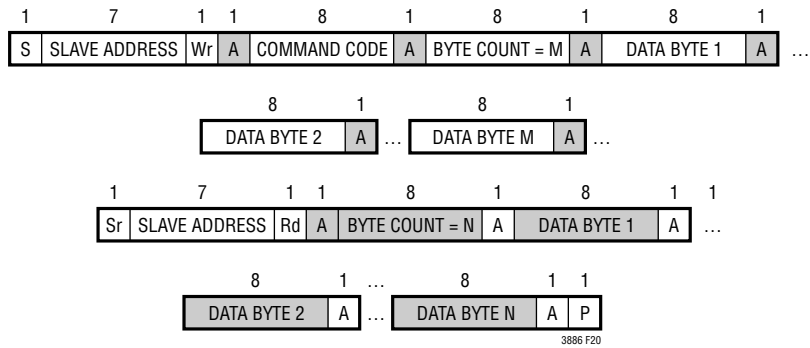 1 7 1 1 8 1 8 1 8 1
S SLAVE ADDRESS Wr A COMMAND CODE A BYTE COUNT = M A DATA BYTE 1 A …
8 1 8 1
DATA BYTE 2 A … DATA BYTE M A …
1 7 1 1 8 1 8 1 1
Sr SLAVE ADDRESS Rd A BYTE COUNT = N A DATA BYTE 1 A …
8 1 … 8 1 1
DATA BYTE 2 A … DATA BYTE N A P
3886 F20